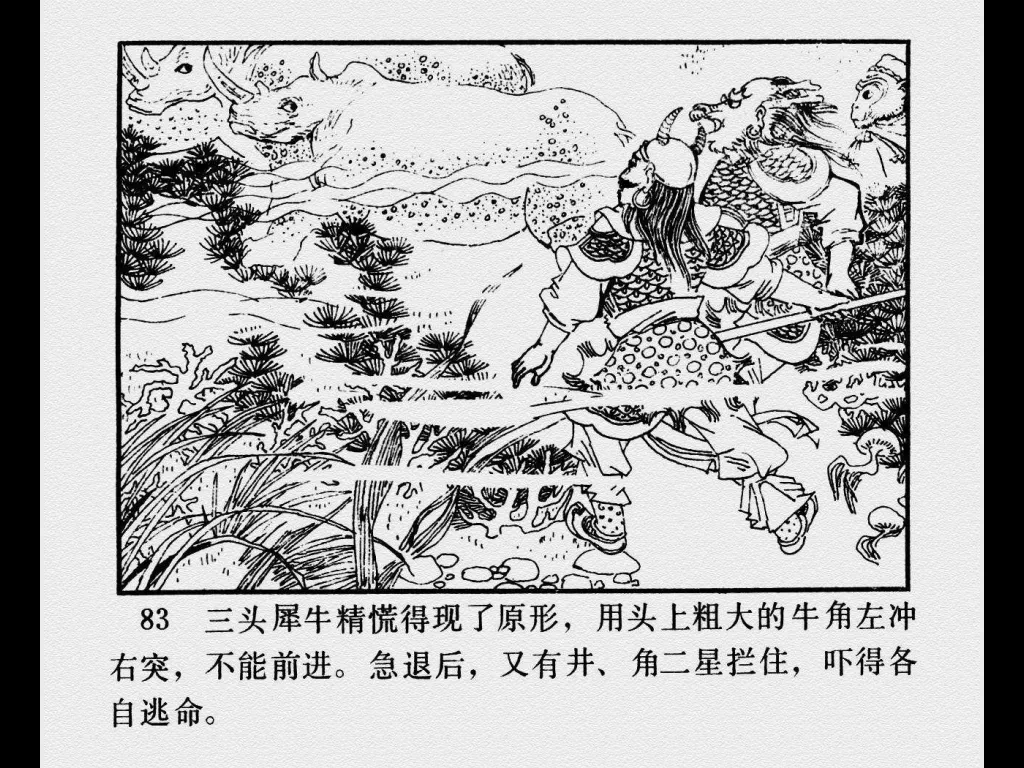 83 三头犀牛精慌得现了原形，用头上粗大的牛角左冲
右突，不能前进。急退后，又有井、角二星拦住，吓得各
自逃命。